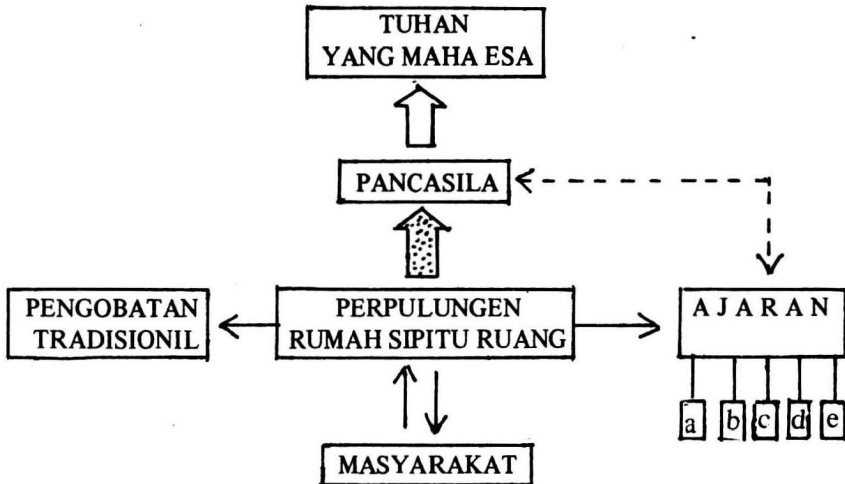 TUHAN
YANG MAHA ESA
PANCASILA
PENGOBATAN
TRADISIONIL
PERPULUNGEN
RUMAH SIPITU RUANG
A J A R A N
a b c d e
MASYARAKAT